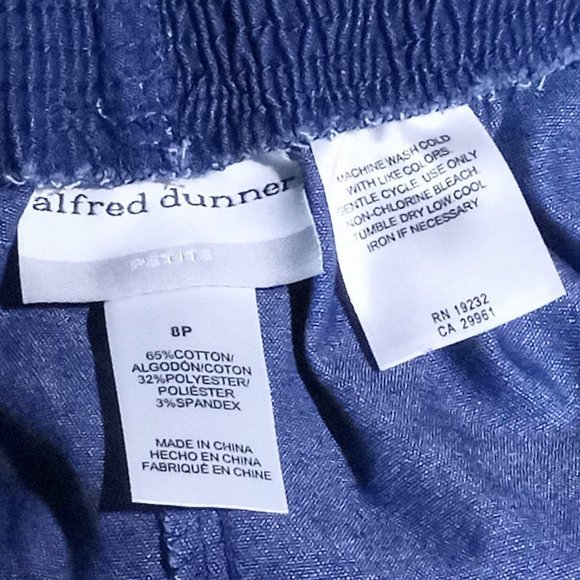 alfred dunner
PETITE
8P
65%COTTON/
ALGODÓN/COTON
32%POLYESTER/
POLIÉSTER
3%SPANDEX
MADE IN CHINA
HECHO EN CHINA
FABRIQUÉ EN CHINE
MACHINE WASH COLD
WITH LIKE COLORS.
GENTLE CYCLE. USE ONLY
NON-CHLORINE BLEACH.
TUMBLE DRY LOW COOL
IRON IF NECESSARY
RN 19232
CA 29961